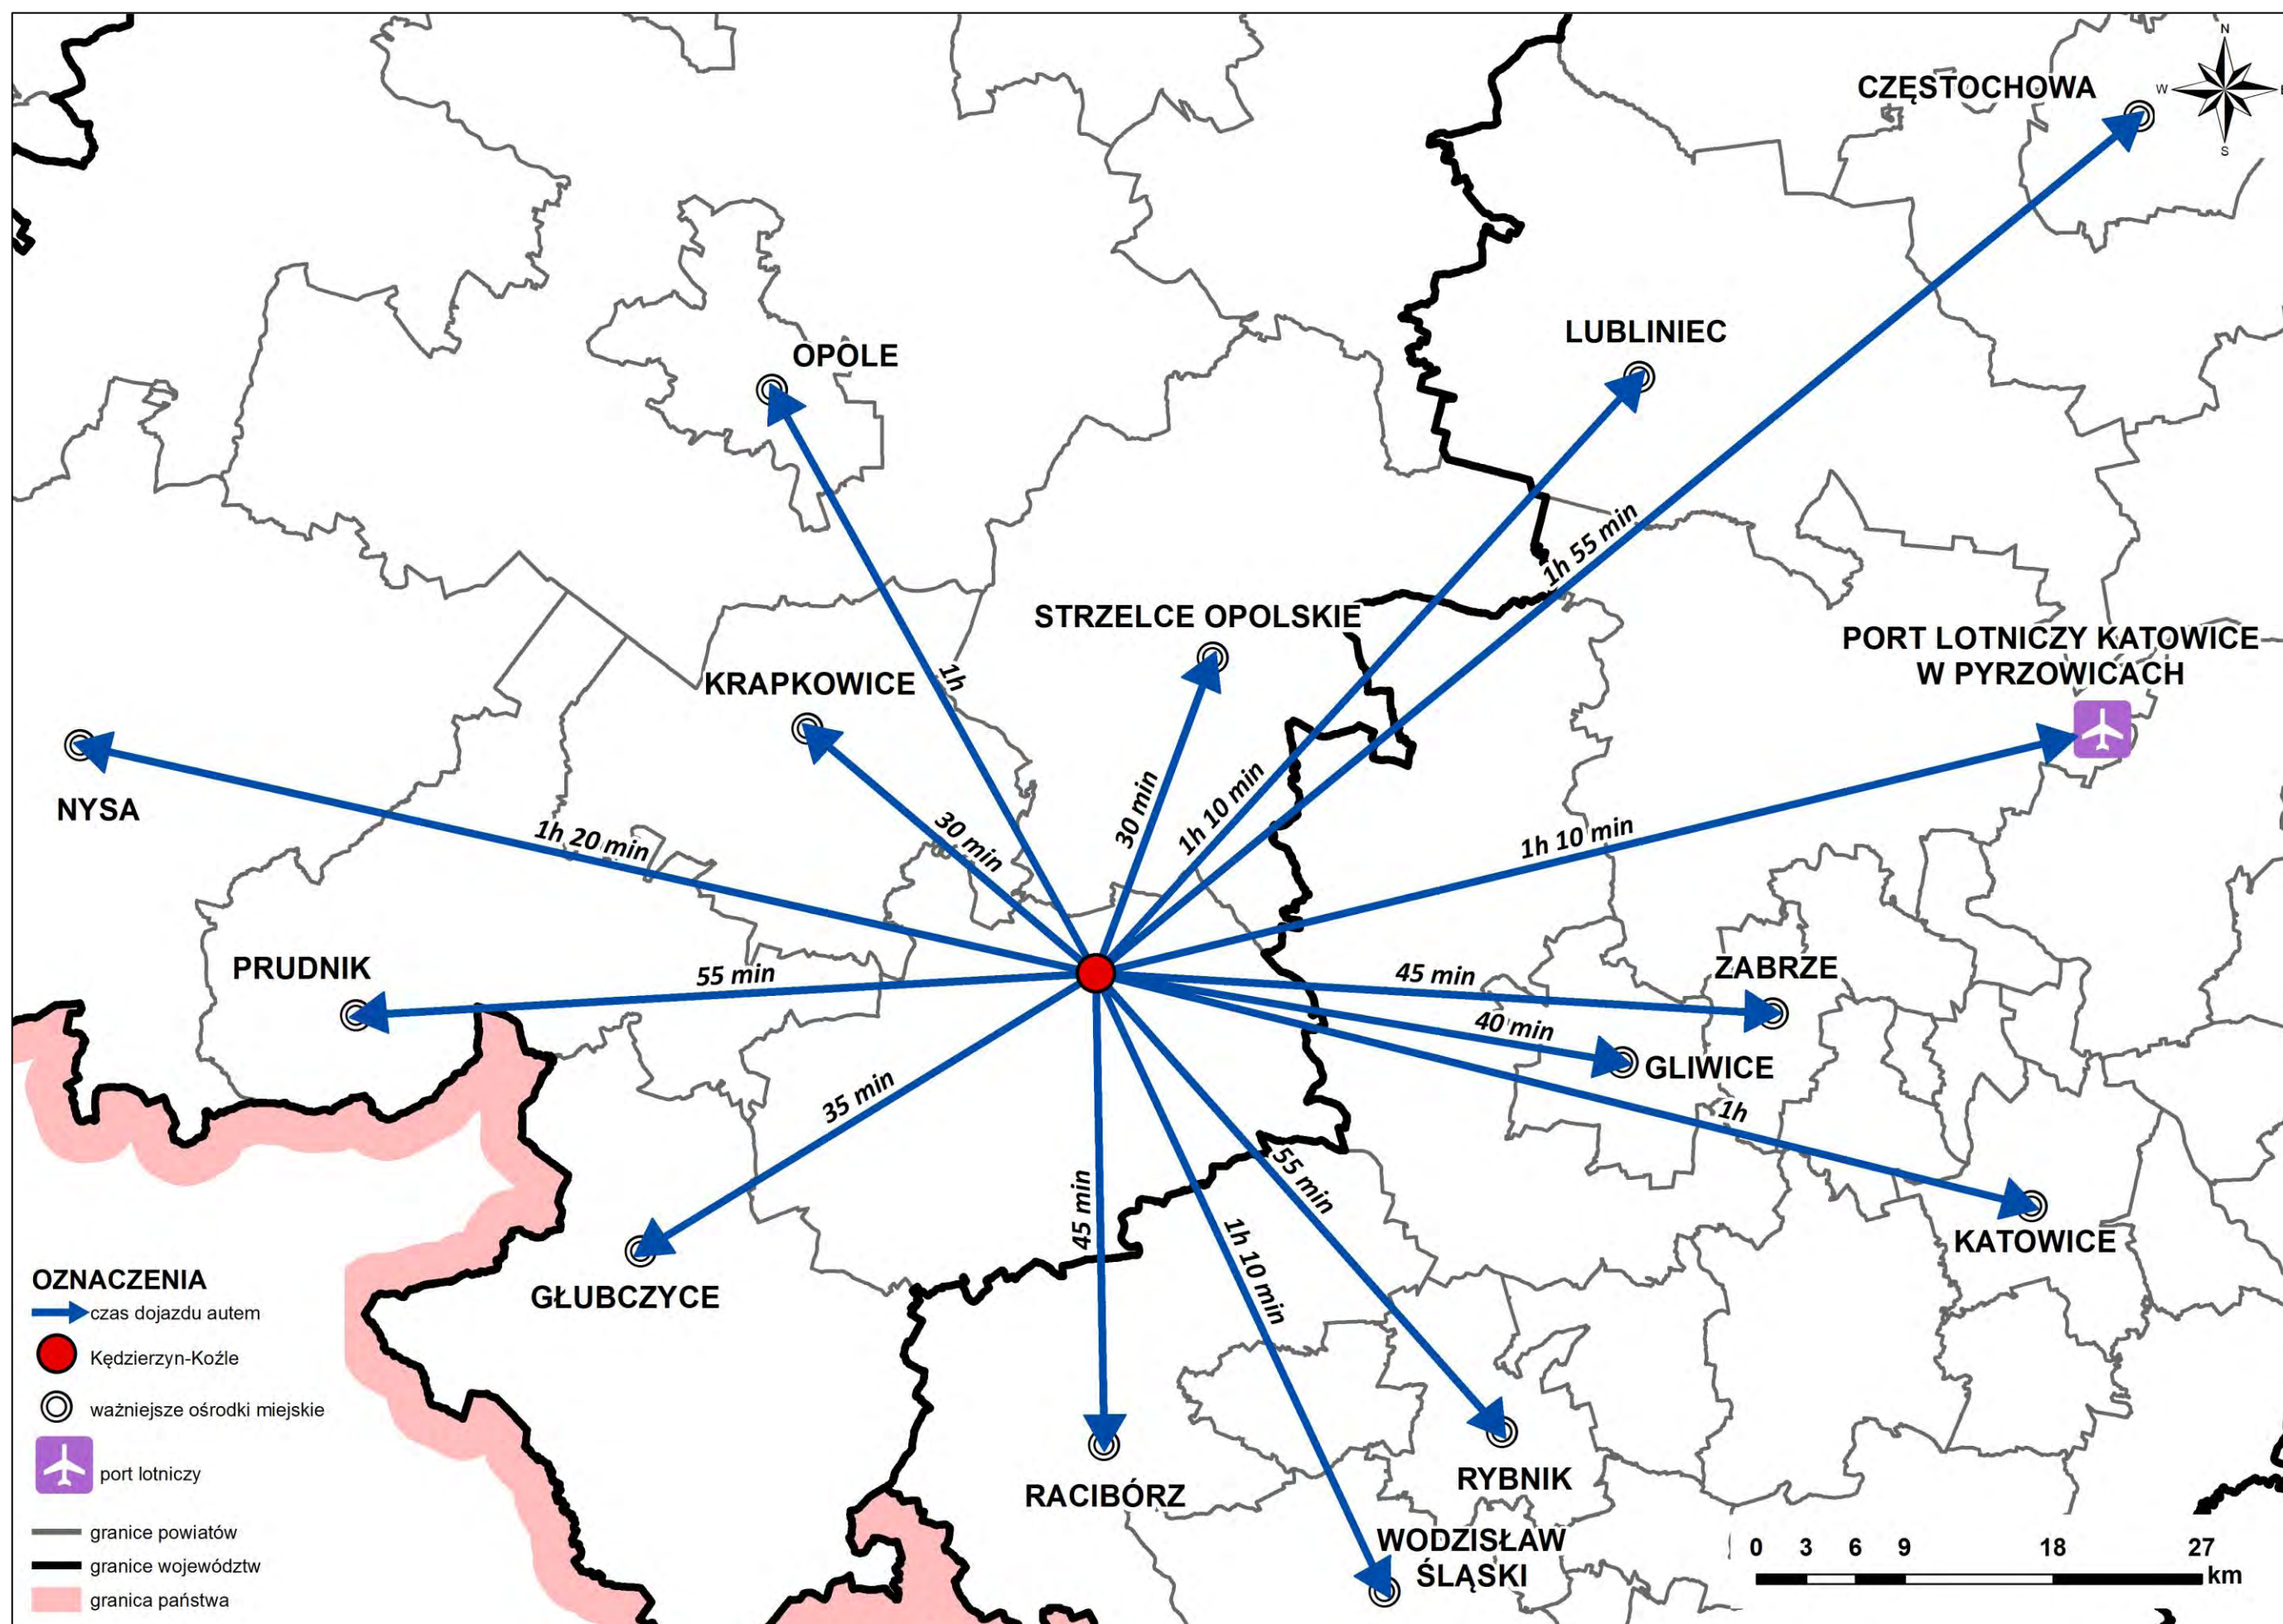 N
CZĘSTOCHOWA
W
S
LUBLINIEC
OPOLE
1h 55 min
STRZELCE OPOLSKIE
PORT LOTNICZY KATOWICE
W PYRZOWICACH
KRAPKOWICE
1h
NYSA
30 min
1h 10 min
1h 10 min
30 min
1h 20 min
PRUDNIK
55 min
45 min
ZABRZE
40 min
GLIWICE
35 min
1h
55 min
45 min
1h 10 min
KATOWICE
GŁUBCZYCE
RACIBÓRZ
RYBNIK
WODZISŁAW
ŚLĄSKI
OZNACZENIA
czas dojazdu autem
Kędzierzyn-Koźle
ważniejsze ośrodki miejskie
port lotniczy
granice powiatów
granice województw
granica państwa
0 3 6 9 18 27
km